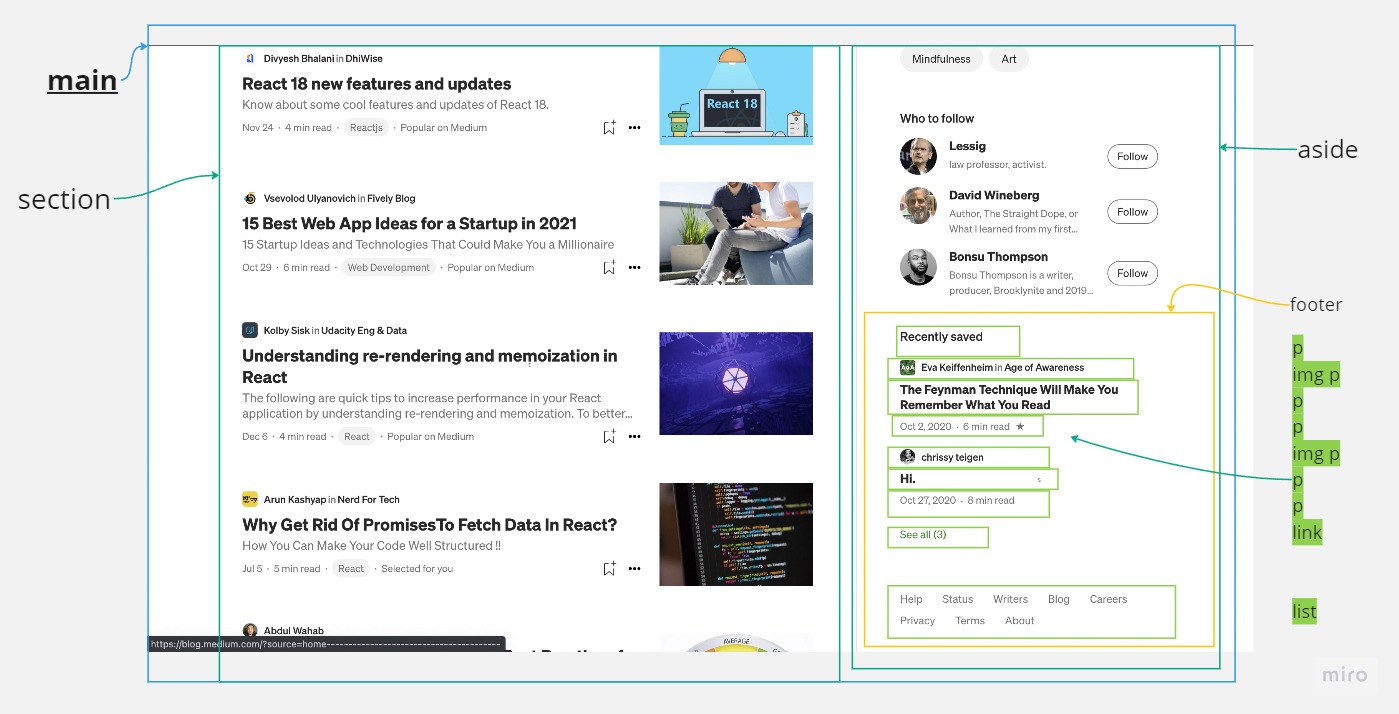 main
section
Divyesh Bhalani in DhiWise
React 18 new features and updates
Know about some cool features and updates of React 18.
Nov 24 · 4 min read · Reactjs · Popular on Medium
React 18
Vsevolod Ulyanovich in Fively Blog
15 Best Web App Ideas for a Startup in 2021
15 Startup Ideas and Technologies That Could Make You a Millionaire
Oct 29 · 6 min read · Web Development · Popular on Medium
Kolby Sisk in Udacity Eng & Data
Understanding re-rendering and memoization in
React
The following are quick tips to increase performance in your React
application by understanding re-rendering and memoization. To better...
Dec 6 · 4 min read · React · Popular on Medium
Arun Kashyap in Nerd For Tech
Why Get Rid Of PromisesTo Fetch Data In React?
How You Can Make Your Code Well Structured !!
Jul 5 · 5 min read · React · Selected for you
Abdul Wahab
https://blog.medium.com/?source=home-----------------------------------------
AVERAGE
Mindfulness Art
Who to follow
Lessig
law professor, activist.
Follow
David Wineberg
Author, The Straight Dope, or
What I learned from my first...
Follow
Bonsu Thompson
Bonsu Thompson is a writer,
producer, Brooklynite and 2019...
Follow
Recently saved
Eva Keiffenheim in Age of Awareness
The Feynman Technique Will Make You
Remember What You Read
Oct 2, 2020 · 6 min read ★
chrissy teigen
Hi.
s
Oct 27, 2020 · 8 min read
See all (3)
Help Status Writers Blog Careers
Privacy Terms About
aside
footer
p
img p
p
p
img p
p
p
link
list
miro